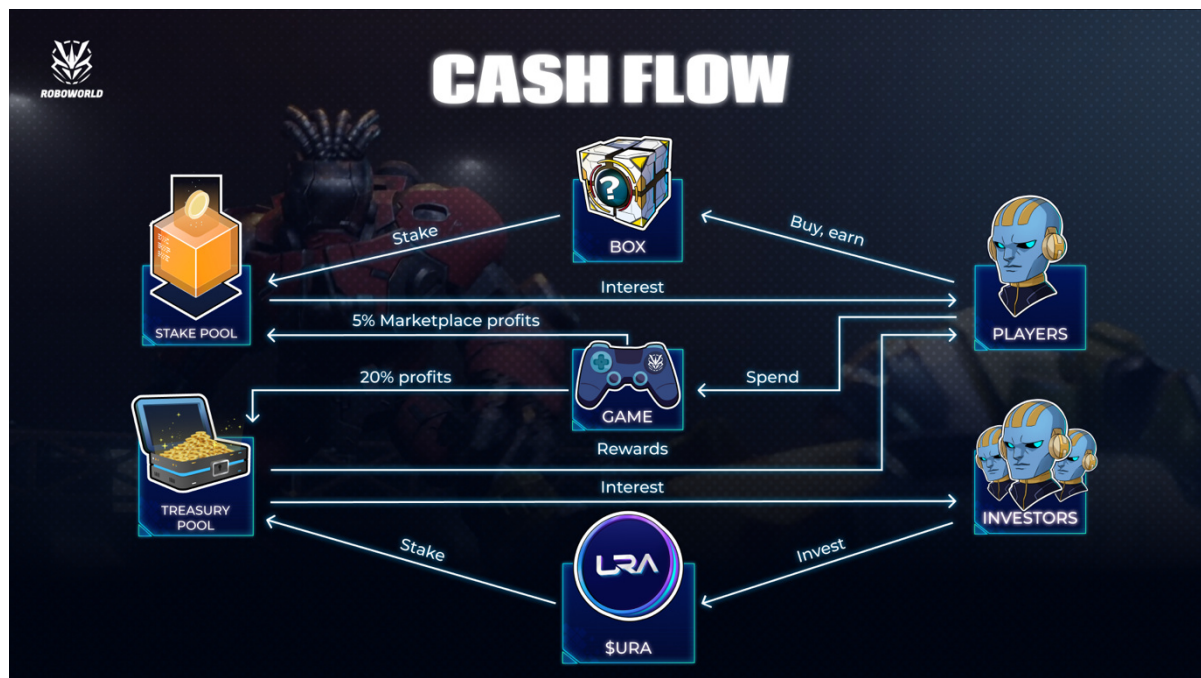 ROBOWORLD
CASH FLOW
?
BOX
Stake
Buy, earn
Interest
STAKE POOL
5% Marketplace profits
PLAYERS
20% profits
Spend
GAME
Rewards
Interest
TREASURY
POOL
INVESTORS
Stake
Invest
URA
$URA